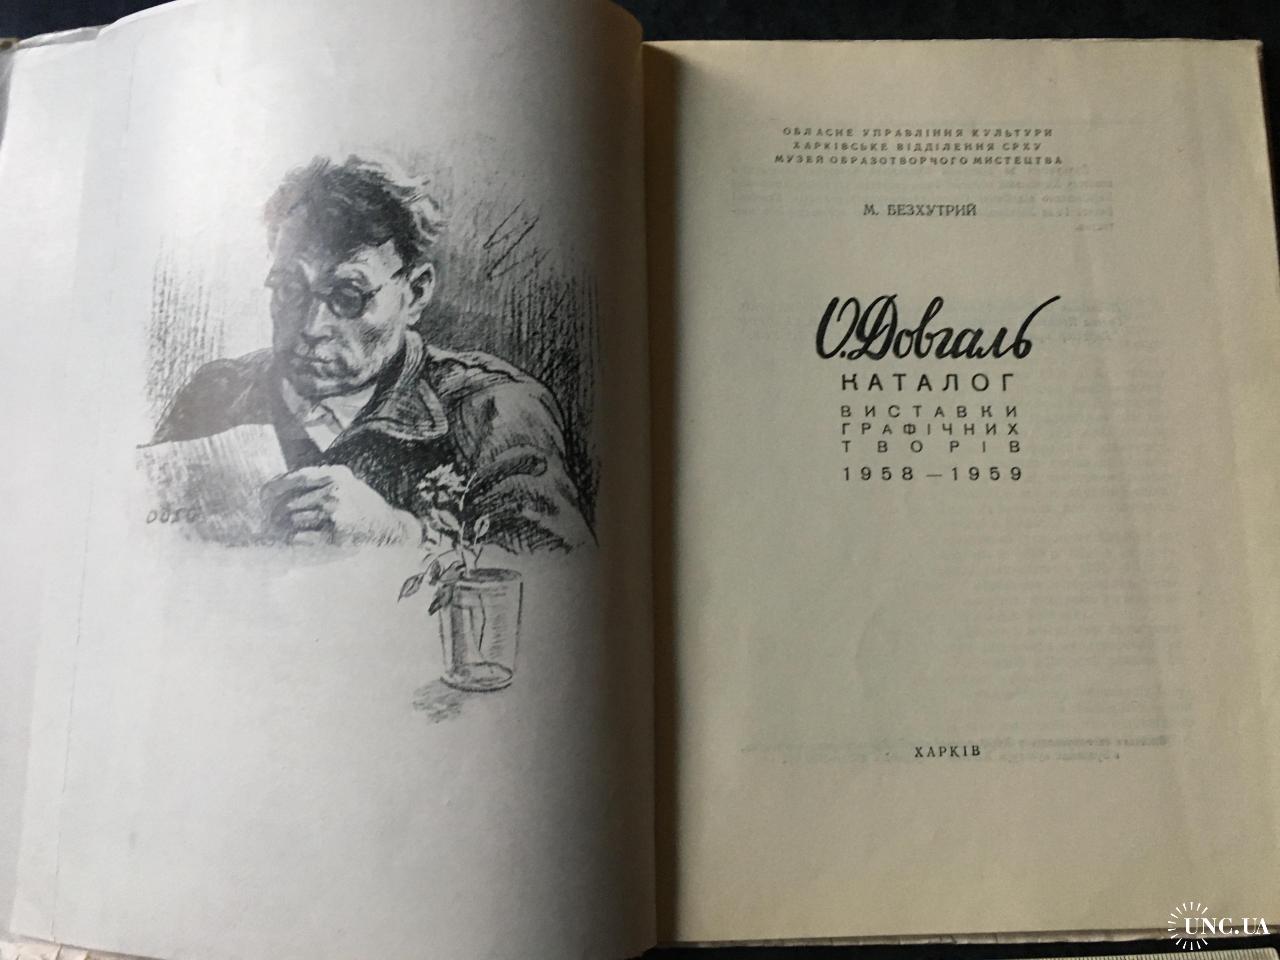 ОБЛАСНЕ УПРАВЛІННЯ КУЛЬТУРИ
ХАРКІВСЬКЕ ВІДДІЛЕННЯ СРХУ
МУЗЕЙ ОБРАЗОТВОРЧОГО МИСТЕЦТВА
М. БЕЗХУТРИЙ
О. Довгаль
КАТАЛОГ
ВИСТАВКИ
ГРАФІЧНИХ
ТВОРІВ
1958 — 1959
ХАРКІВ
UNC.UA